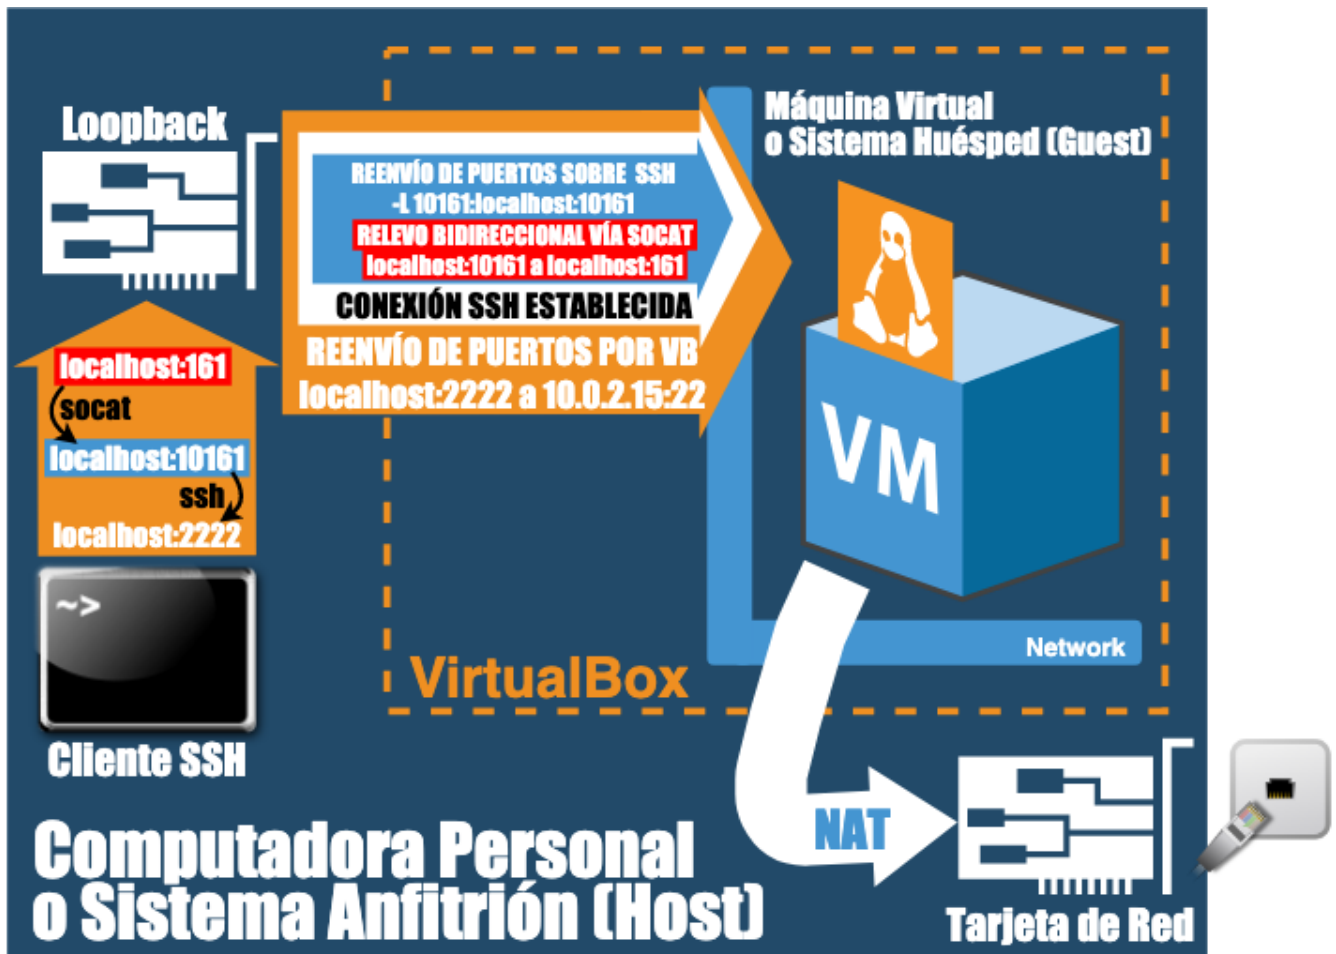 Loopback
REENVÍO DE PUERTOS SOBRE SSH
-L 10161:localhost:10161
RELEVO BIDIRECCIONAL VÍA SOCAT
localhost:10161 a localhost:161
CONEXIÓN SSH ESTABLECIDA
REENVÍO DE PUERTOS POR VB
localhost:2222 a 10.0.2.15:22
Máquina Virtual
o Sistema Huésped (Guest)
VM
localhost:161
socat
localhost:10161
ssh
localhost:2222
~>
Cliente SSH
VirtualBox
Network
NAT
Tarjeta de Red
Computadora Personal
o Sistema Anfitrión (Host)